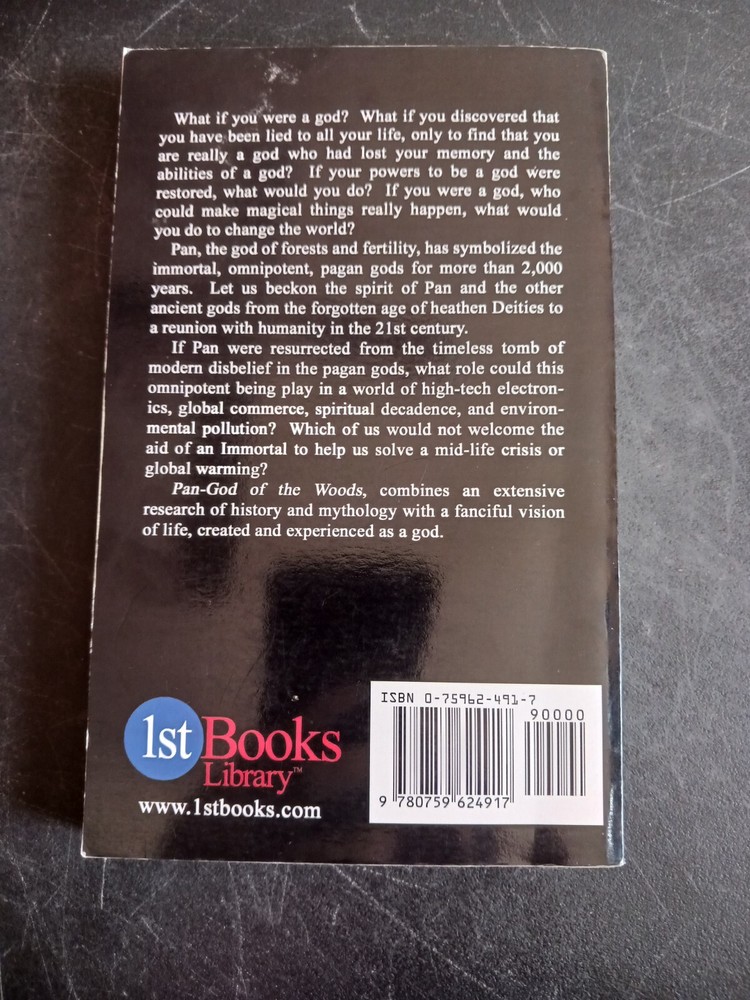 What if you were a god? What if you discovered that
you have been lied to all your life, only to find that you
are really a god who had lost your memory and the
abilities of a god? If your powers to be a god were
restored, what would you do? If you were a god, who
could make magical things really happen, what would
you do to change the world?
Pan, the god of forests and fertility, has symbolized the
immortal, omnipotent, pagan gods for more than 2,000
years. Let us beckon the spirit of Pan and the other
ancient gods from the forgotten age of heathen Deities to
a reunion with humanity in the 21st century.
If Pan were resurrected from the timeless tomb of
modern disbelief in the pagan gods, what role could this
omnipotent being play in a world of high-tech electron-
ics, global commerce, spiritual decadence, and environ-
mental pollution? Which of us would not welcome the
aid of an Immortal to help us solve a mid-life crisis or
global warming?
Pan-God of the Woods, combines an extensive
research of history and mythology with a fanciful vision
of life, created and experienced as a god.
1st Books
Library™
www.1stbooks.com
ISBN 0-75962-491-7
90000
9 780759 624917